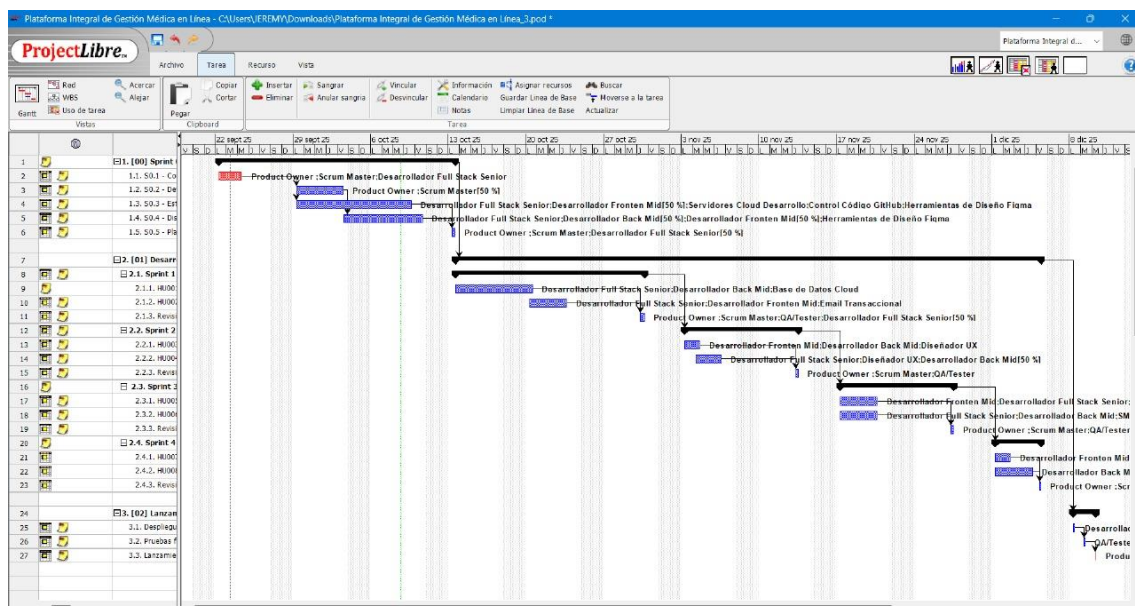 Plataforma Integral de Gestión Médica en Línea - C:\Users\JEREMY\Downloads\Plataforma Integral de Gestión Médica en Línea_3.pod *
ProjectLibre
Plataforma Integral d...
Archivo Tarea Recurso Vista
Gantt
Red
WBS
Uso de tarea
Acercar
Alejar
Vistas
Pegar
Copiar
Cortar
Clipboard
Insertar Sangrar Vincular Información Asignar recursos Buscar
Eliminar Anular sangria Desvincular Calendario Guardar Linea de Base Moverse a la tarea
Notas Limpiar Linea de Base Actualizar
Tarea
22 sept 25 29 sept 25 6 oct 25 13 oct 25 20 oct 25 27 oct 25 3 nov 25 10 nov 25 17 nov 25 24 nov 25 1 dic 25 8 dic 25
V S D L M M J V S D L M M J V S D L M M J V S D L M M J V S D L M M J V S D L M M J V S D L M M J V S D L M M J V S D L M M J V S D L M M J V S D L M M J V S
1 1. [00] Sprint
2 1.1. S0.1 - Co Product Owner ;Scrum Master;Desarrollador Full Stack Senior
3 1.2. S0.2 - De Product Owner ;Scrum Master[50 %]
4 1.3. S0.3 - Est Desarrollador Full Stack Senior;Desarrollador Fronten Mid[50 %];Servidores Cloud Desarrollo;Control Código GitHub;Herramientas de Diseño Figma
5 1.4. S0.4 - Dis Desarrollador Full Stack Senior;Desarrollador Back Mid[50 %];Desarrollador Fronten Mid[50 %];Herramientas de Diseño Figma
6 1.5. S0.5 - Pla Product Owner ;Scrum Master;Desarrollador Full Stack Senior[50 %]
7 2. [01] Desarr
8 2.1. Sprint 1
9 2.1.1. HU001 Desarrollador Full Stack Senior;Desarrollador Back Mid;Base de Datos Cloud
10 2.1.2. HU002 Desarrollador Full Stack Senior;Desarrollador Fronten Mid;Email Transaccional
11 2.1.3. Revisi Product Owner ;Scrum Master;QA/Tester;Desarrollador Full Stack Senior[50 %]
12 2.2. Sprint 2
13 2.2.1. HU003 Desarrollador Fronten Mid;Desarrollador Back Mid;Diseñador UX
14 2.2.2. HU004 Desarrollador Full Stack Senior;Diseñador UX;Desarrollador Back Mid[50 %]
15 2.2.3. Revisi Product Owner ;Scrum Master;QA/Tester
16 2.3. Sprint 3
17 2.3.1. HU005 Desarrollador Fronten Mid;Desarrollador Full Stack Senior;
18 2.3.2. HU006 Desarrollador Full Stack Senior;Desarrollador Back Mid;SM
19 2.3.3. Revisi Product Owner ;Scrum Master;QA/Tester
20 2.4. Sprint 4
21 2.4.1. HU007 Desarrollador Fronten Mid
22 2.4.2. HU008 Desarrollador Back M
23 2.4.3. Revisi Product Owner ;Scr
24 3. [02] Lanzan
25 3.1. Despliegu Desarrollad
26 3.2. Pruebas f QA/Teste
27 3.3. Lanzamie Produ